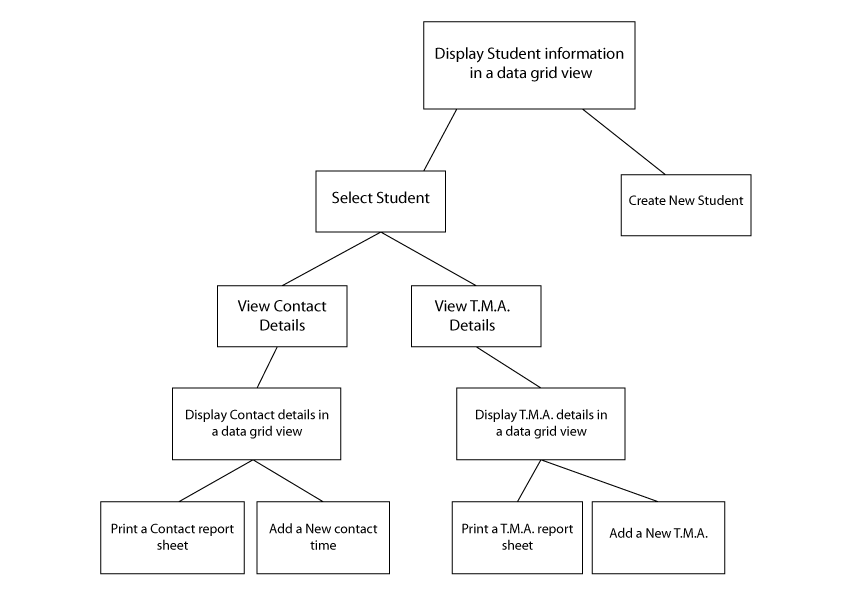 Display Student information
in a data grid view
Select Student
Create New Student
View Contact
Details
View T.M.A.
Details
Display Contact details in
a data grid view
Display T.M.A. details in
a data grid view
Print a Contact report
sheet
Add a New contact
time
Print a T.M.A. report
sheet
Add a New T.M.A.